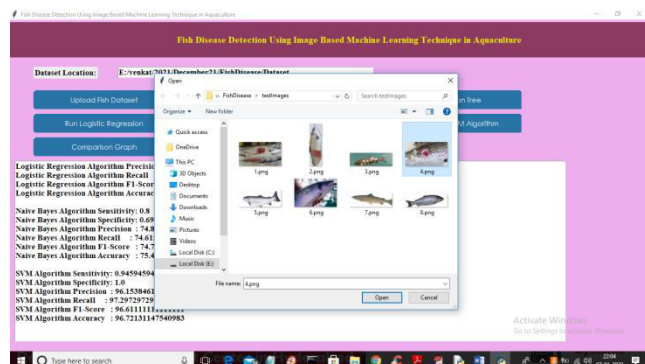 Fish Disease Detection Using Image Based Machine Learning Technique in Aquaculture
Fish Disease Detection Using Image Based Machine Learning Technique in Aquaculture
Dataset Location: E:/venkat/2021/December21/FishDisease/Dataset
Open
FishDisease > testImages
Search testImages
Organize New folder
Upload Fish Dataset
on Tree
Run Logistic Regression
M Algorithm
Comparison Graph
Quick access
OneDrive
This PC
3D Objects
Desktop
Documents
Downloads
Music
Pictures
Videos
Local Disk (C:)
Local Disk (E:)
1.png 2.png 3.png 4.png
5.png 6.png 7.png 8.png
File name: 4.png
Open Cancel
Logistic Regression Algorithm Precisio
Logistic Regression Algorithm Recall
Logistic Regression Algorithm F1-Scor
Logistic Regression Algorithm Accurac
Naive Bayes Algorithm Sensitivity: 0.8
Naive Bayes Algorithm Specificity: 0.69
Naive Bayes Algorithm Precision : 74.8
Naive Bayes Algorithm Recall : 74.61
Naive Bayes Algorithm F1-Score : 74.7
Naive Bayes Algorithm Accuracy : 75.4
SVM Algorithm Sensitivity: 0.94594594
SVM Algorithm Specificity: 1.0
SVM Algorithm Precision : 96.1538461
SVM Algorithm Recall : 97.29729729
SVM Algorithm F1-Score : 96.61111111111111
SVM Algorithm Accuracy : 96.72131147540983
Activate Windows
Go to Settings to activate Windows.
Type here to search
22:04